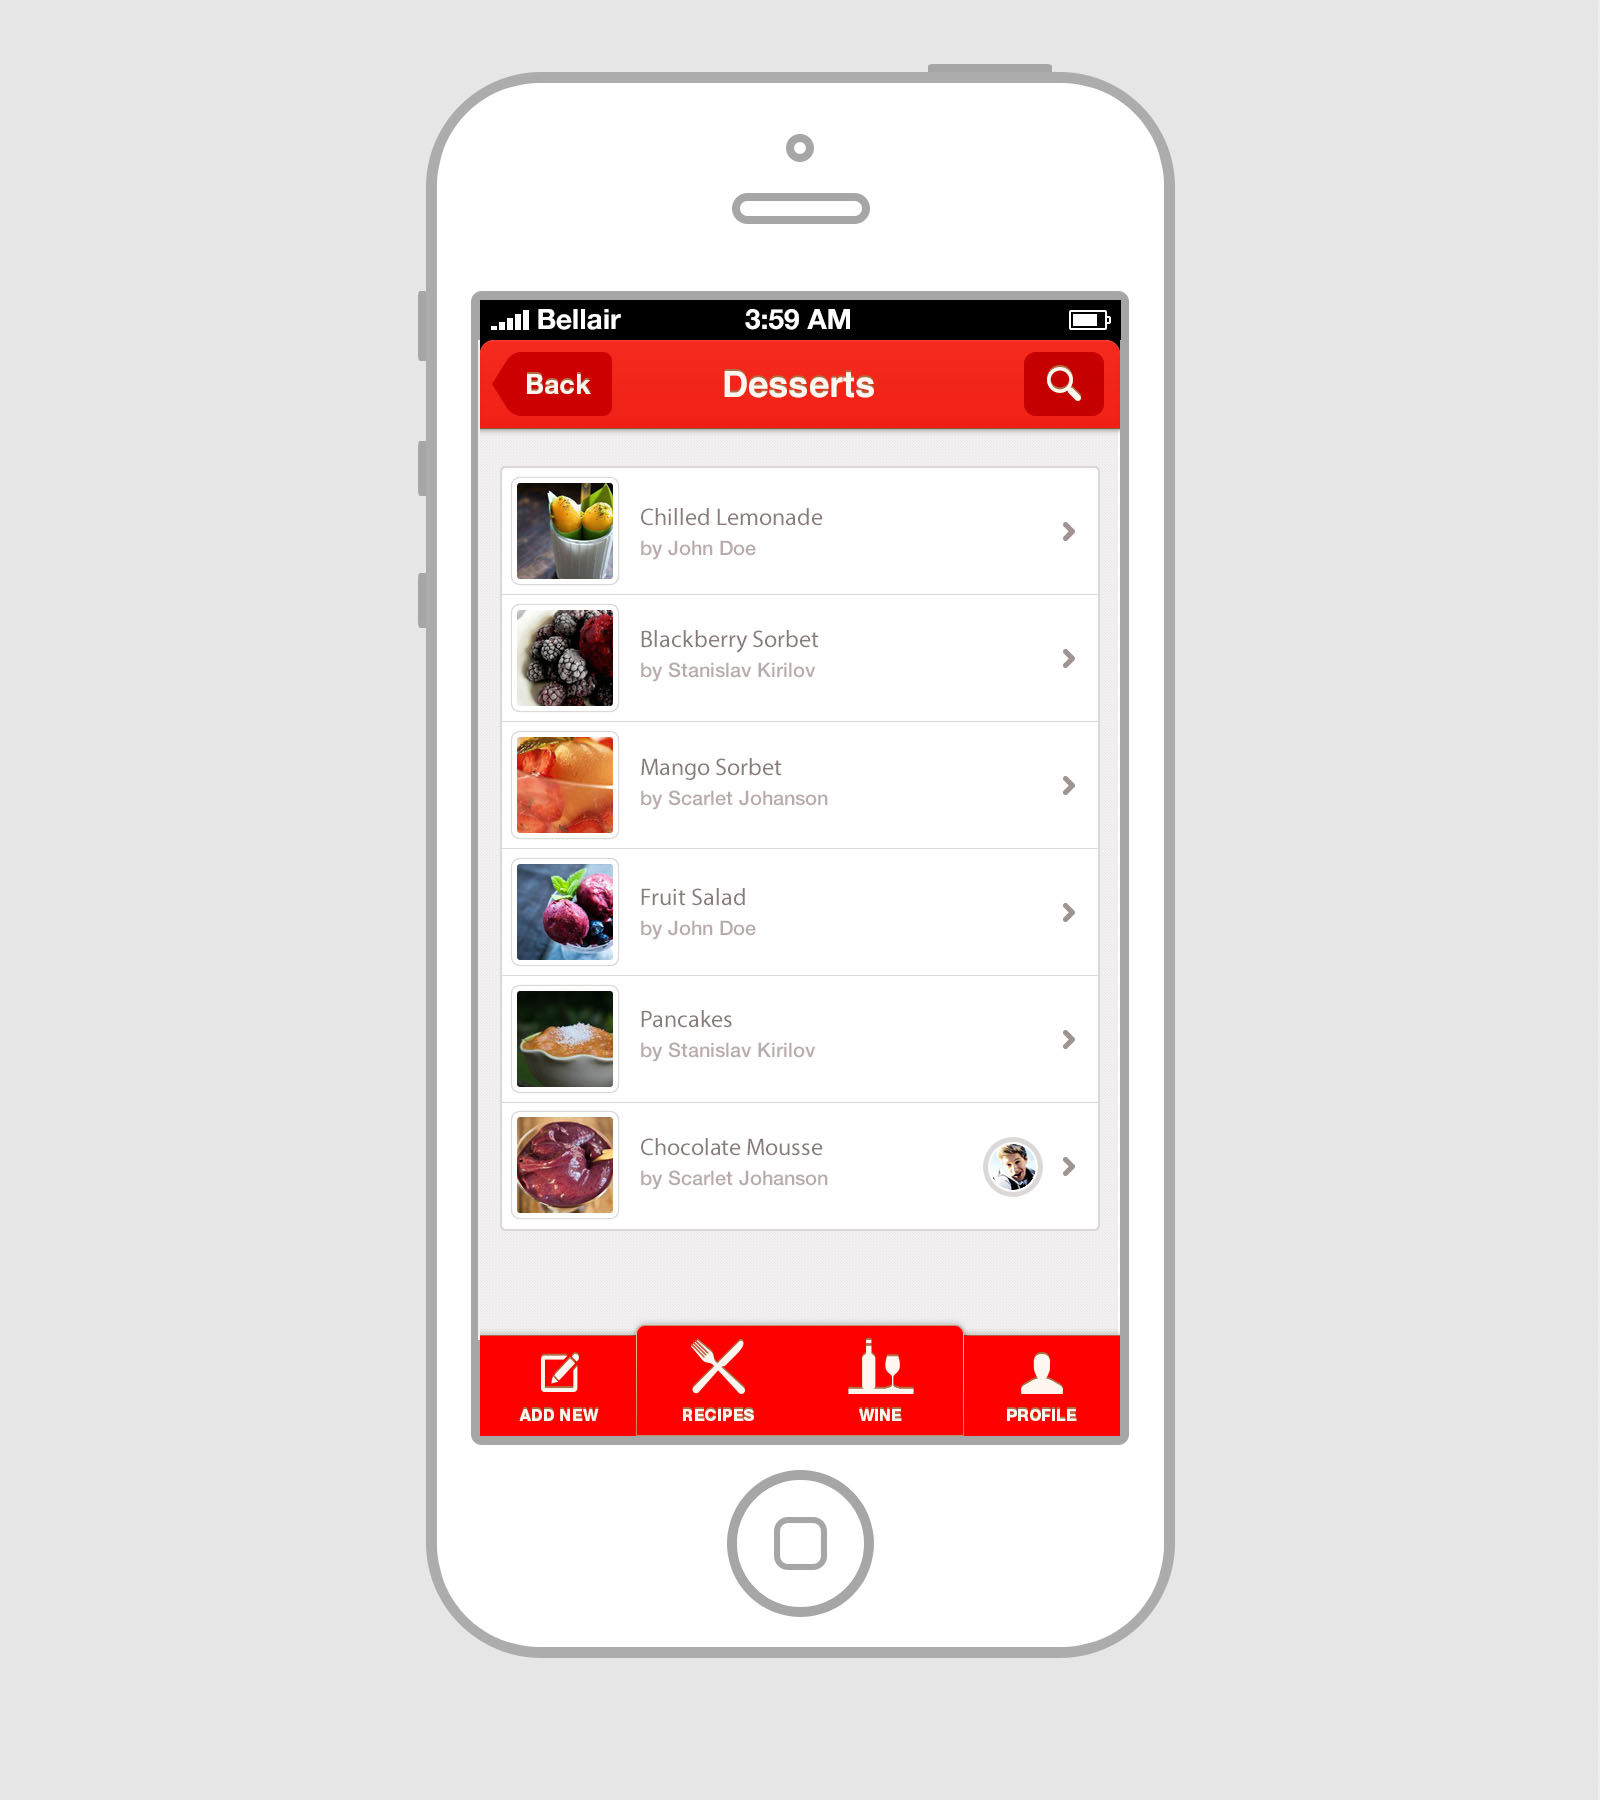 Bellair 3:59 AM
Back Desserts
Chilled Lemonade
by John Doe
Blackberry Sorbet
by Stanislav Kirilov
Mango Sorbet
by Scarlet Johanson
Fruit Salad
by John Doe
Pancakes
by Stanislav Kirilov
Chocolate Mousse
by Scarlet Johanson
ADD NEW RECIPES WINE PROFILE